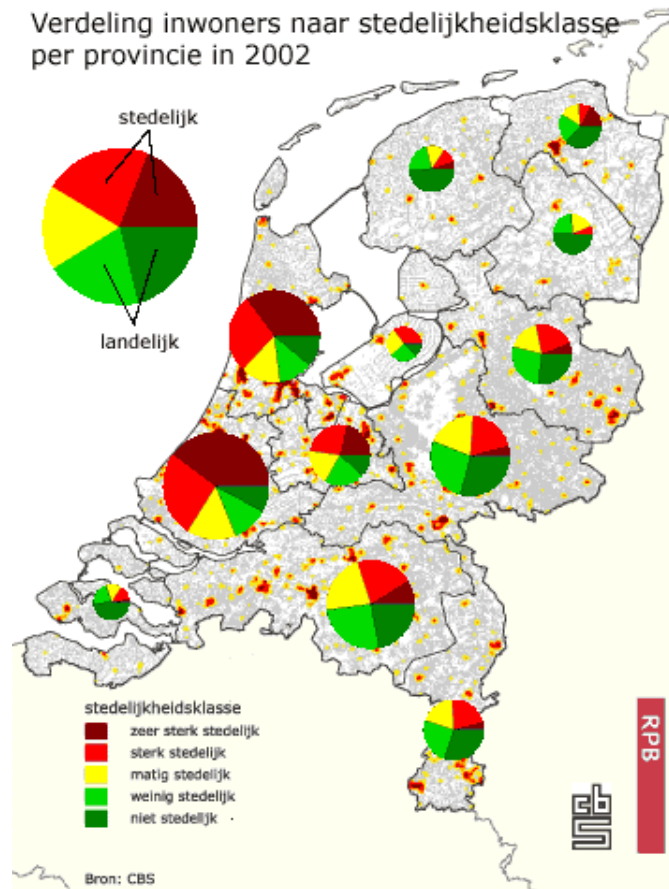 Verdeling inwoners naar stedelijkheidsklasse
per provincie in 2002
stedelijk
landelijk
stedelijkheidsklasse
zeer sterk stedelijk
sterk stedelijk
matig stedelijk
weinig stedelijk
niet stedelijk
RPB
cbs
Bron: CBS